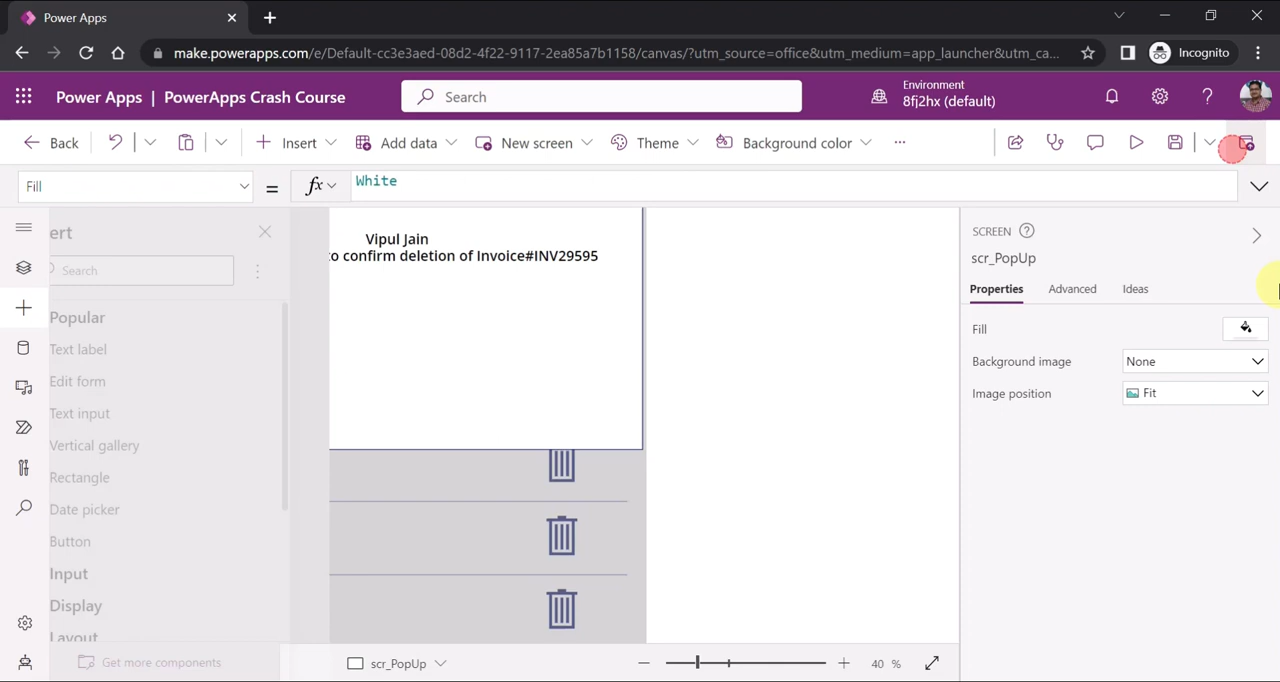 Power Apps
make.powerapps.com/e/Default-cc3e3aed-08d2-4f22-9117-2ea85a7b1158/canvas/?utm_source=office&utm_medium=app_launcher&utm_ca...
Incognito
Power Apps | PowerApps Crash Course
Search
Environment
8fj2hx (default)
Back
Insert
Add data
New screen
Theme
Background color
Fill
=
fx
White
ert
Search
Popular
Text label
Edit form
Text input
Vertical gallery
Rectangle
Date picker
Button
Input
Display
Layout
Get more components
Vipul Jain
o confirm deletion of Invoice#INV29595
scr_PopUp
40 %
SCREEN
scr_PopUp
Properties
Advanced
Ideas
Fill
Background image
None
Image position
Fit